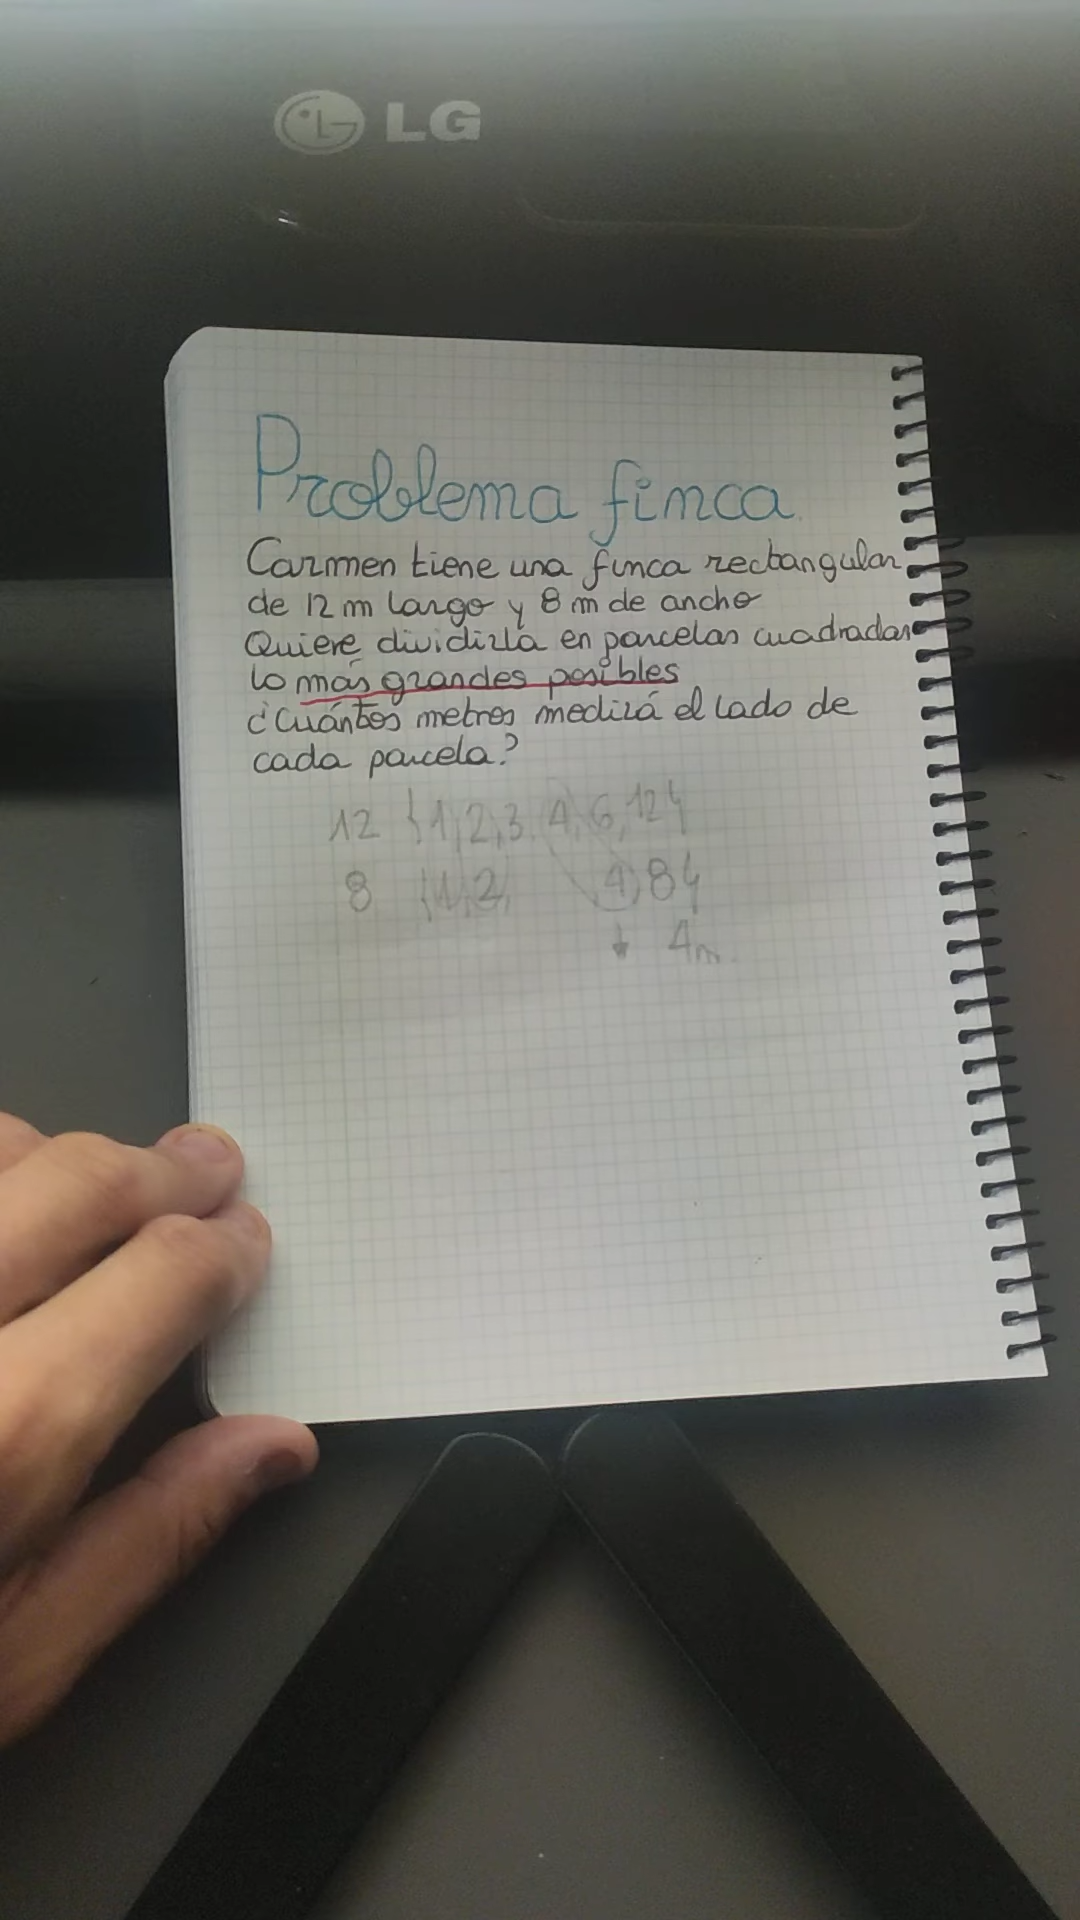 LG
Problema finca
Carmen tiene una finca rectangular
de 12 m largo y 8 m de ancho
Quiere dividirla en parcelas cuadradas
lo más grandes posibles
¿Cuántos metros medirá el lado de
cada parcela?
12 {1,2,3,4,6,12}
8 {1,2, 4,8}
↓ 4m.